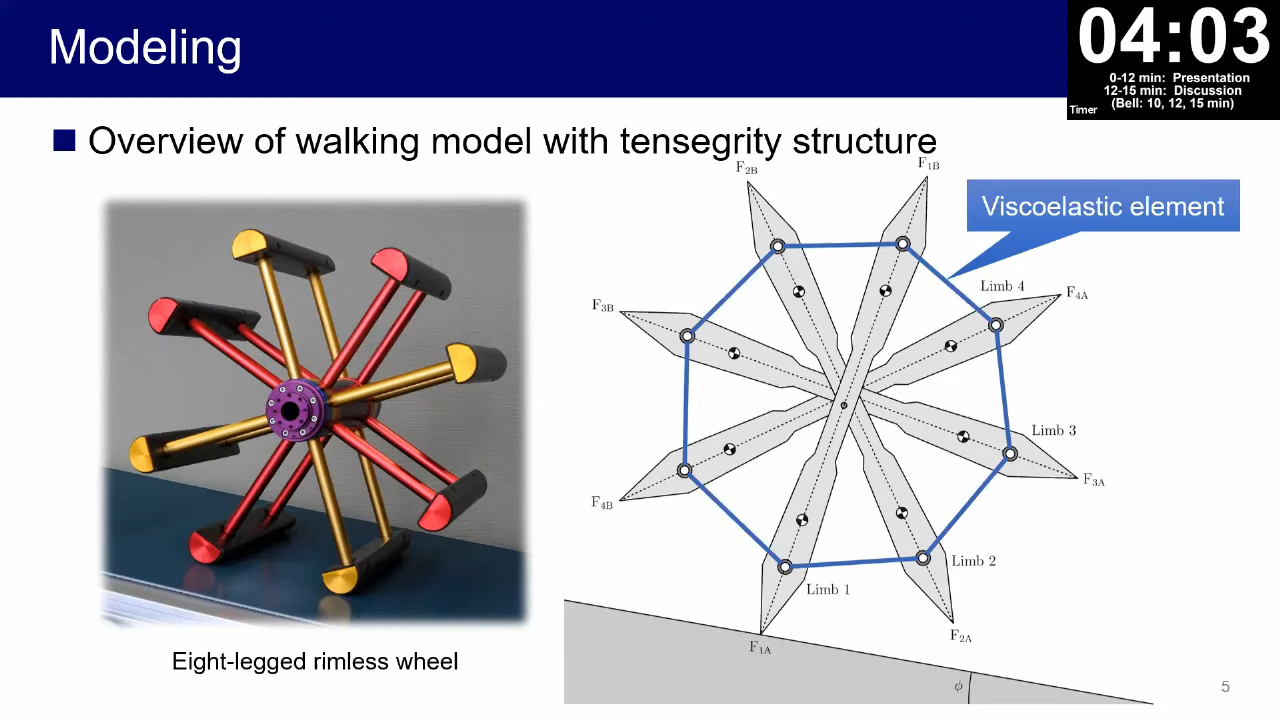 Modeling
04:03
0-12 min: Presentation
12-15 min: Discussion
(Bell: 10, 12, 15 min)
Timer
Overview of walking model with tensegrity structure
F2B
F1B
Viscoelastic element
Limb 4
F4A
F3B
Limb 3
F3A
F4B
Limb 2
Limb 1
F2A
F1A
Eight-legged rimless wheel
ϕ
5